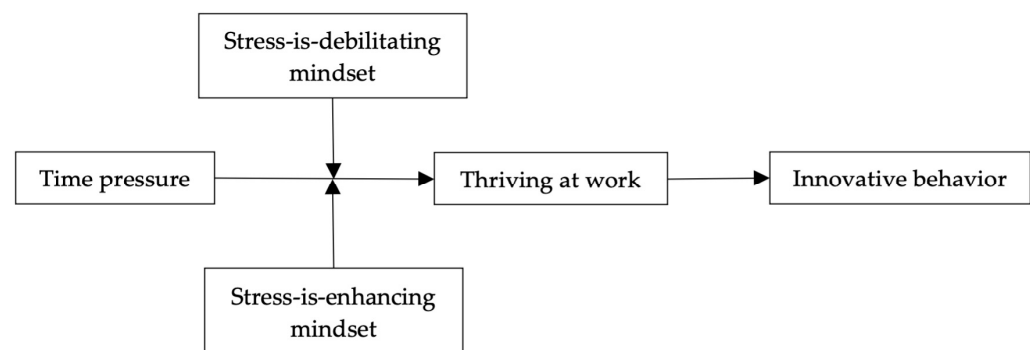 Stress-is-debilitating
mindset
Time pressure
Thriving at work
Innovative behavior
Stress-is-enhancing
mindset